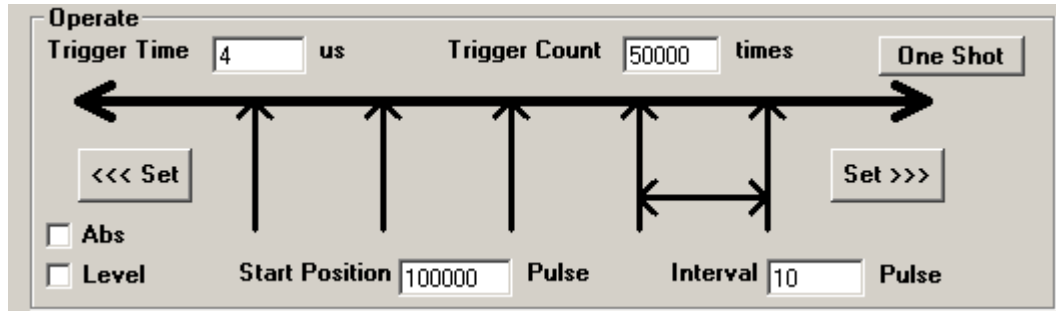 Operate
Trigger Time 4 us Trigger Count 50000 times One Shot
<<< Set Set >>>
Abs
Level Start Position 100000 Pulse Interval 10 Pulse